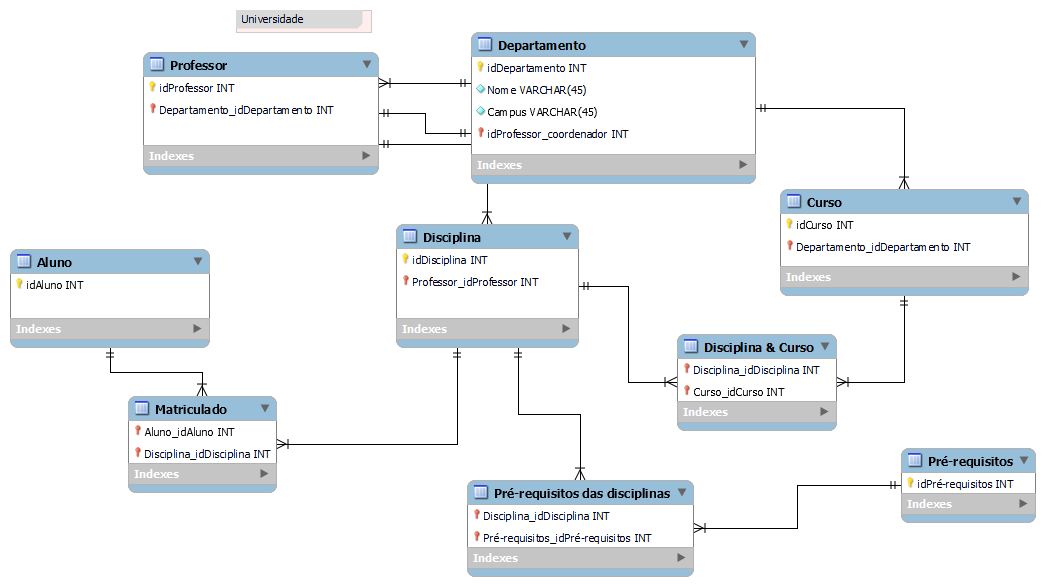 Universidade
Professor
idProfessor INT
Departamento_idDepartamento INT
Indexes
Departamento
idDepartamento INT
Nome VARCHAR(45)
Campus VARCHAR(45)
idProfessor_coordenador INT
Indexes
Curso
idCurso INT
Departamento_idDepartamento INT
Indexes
Disciplina
idDisciplina INT
Professor_idProfessor INT
Indexes
Aluno
idAluno INT
Indexes
Disciplina & Curso
Disciplina_idDisciplina INT
Curso_idCurso INT
Indexes
Matriculado
Aluno_idAluno INT
Disciplina_idDisciplina INT
Indexes
Pré-requisitos
idPré-requisitos INT
Indexes
Pré-requisitos das disciplinas
Disciplina_idDisciplina INT
Pré-requisitos_idPré-requisitos INT
Indexes